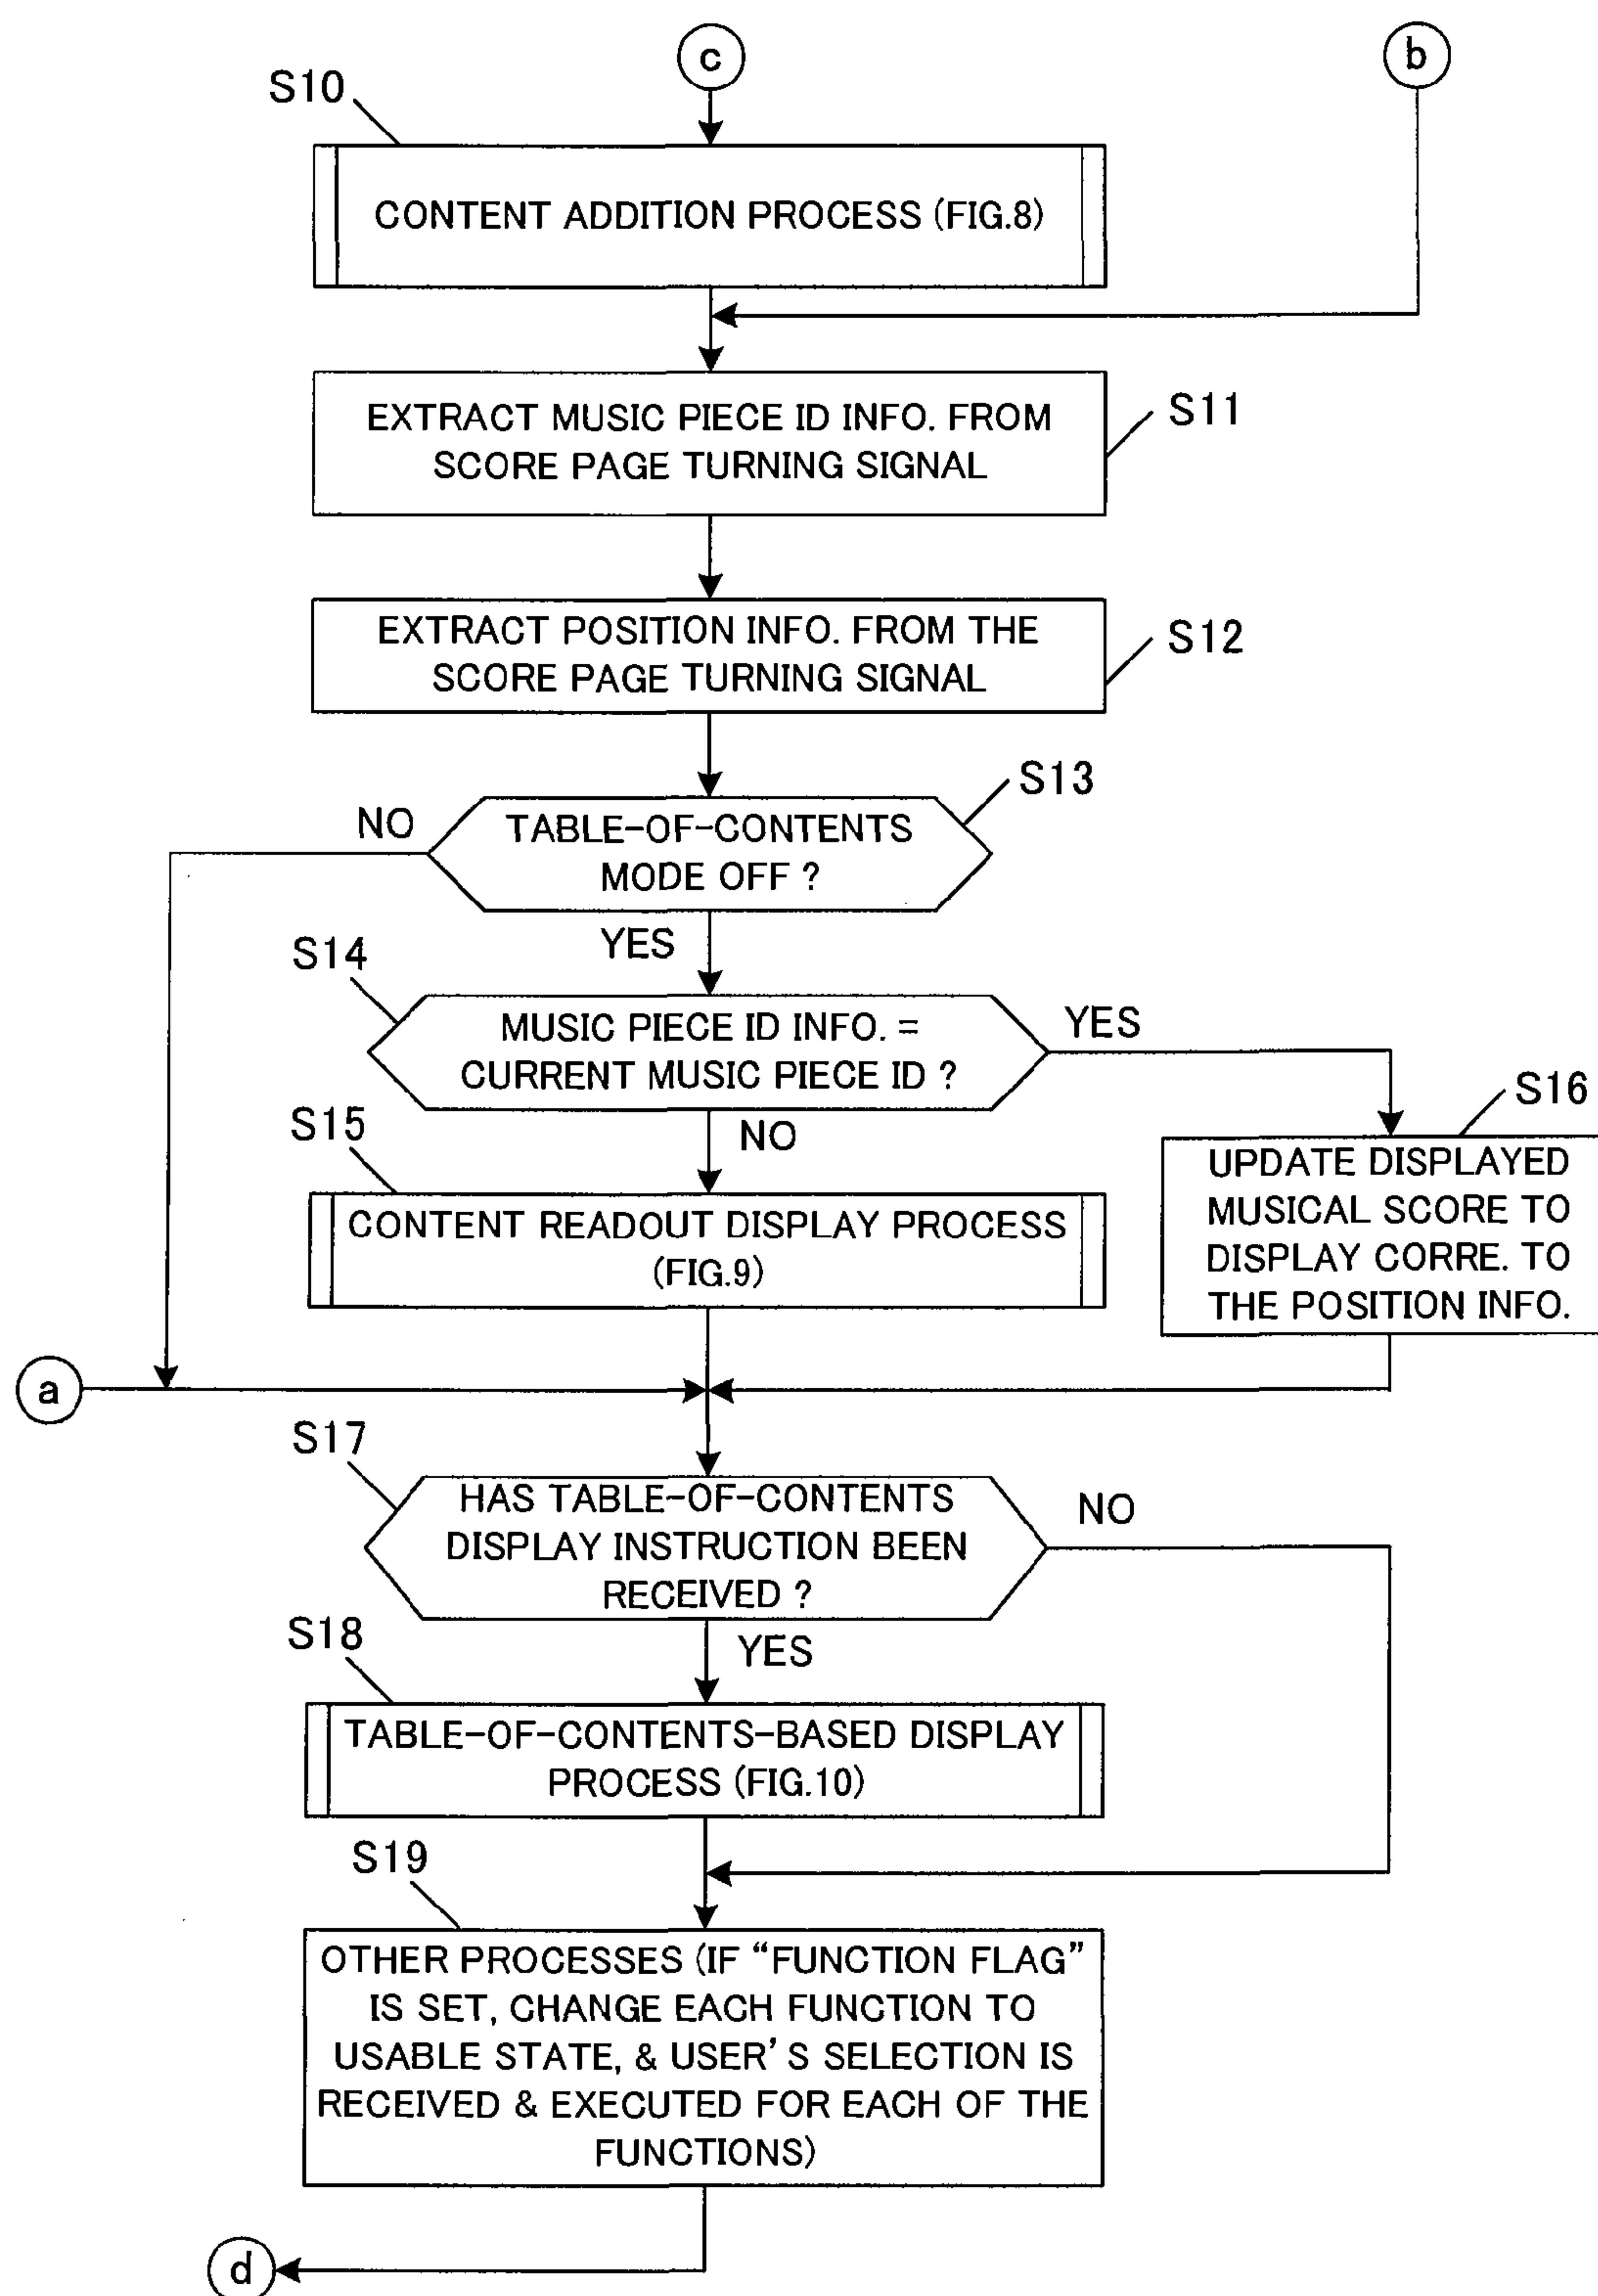 c
b
S10
CONTENT ADDITION PROCESS (FIG.8)
EXTRACT MUSIC PIECE ID INFO. FROM
SCORE PAGE TURNING SIGNAL
S11
EXTRACT POSITION INFO. FROM THE
SCORE PAGE TURNING SIGNAL
S12
S13
NO
TABLE-OF-CONTENTS
MODE OFF ?
YES
S14
MUSIC PIECE ID INFO. =
CURRENT MUSIC PIECE ID ?
YES
S15
NO
S16
CONTENT READOUT DISPLAY PROCESS
(FIG.9)
UPDATE DISPLAYED
MUSICAL SCORE TO
DISPLAY CORRE. TO
THE POSITION INFO.
a
S17
HAS TABLE-OF-CONTENTS
DISPLAY INSTRUCTION BEEN
RECEIVED ?
NO
S18
YES
TABLE-OF-CONTENTS-BASED DISPLAY
PROCESS (FIG.10)
S19
OTHER PROCESSES (IF “FUNCTION FLAG”
IS SET, CHANGE EACH FUNCTION TO
USABLE STATE, & USER’S SELECTION IS
RECEIVED & EXECUTED FOR EACH OF THE
FUNCTIONS)
d